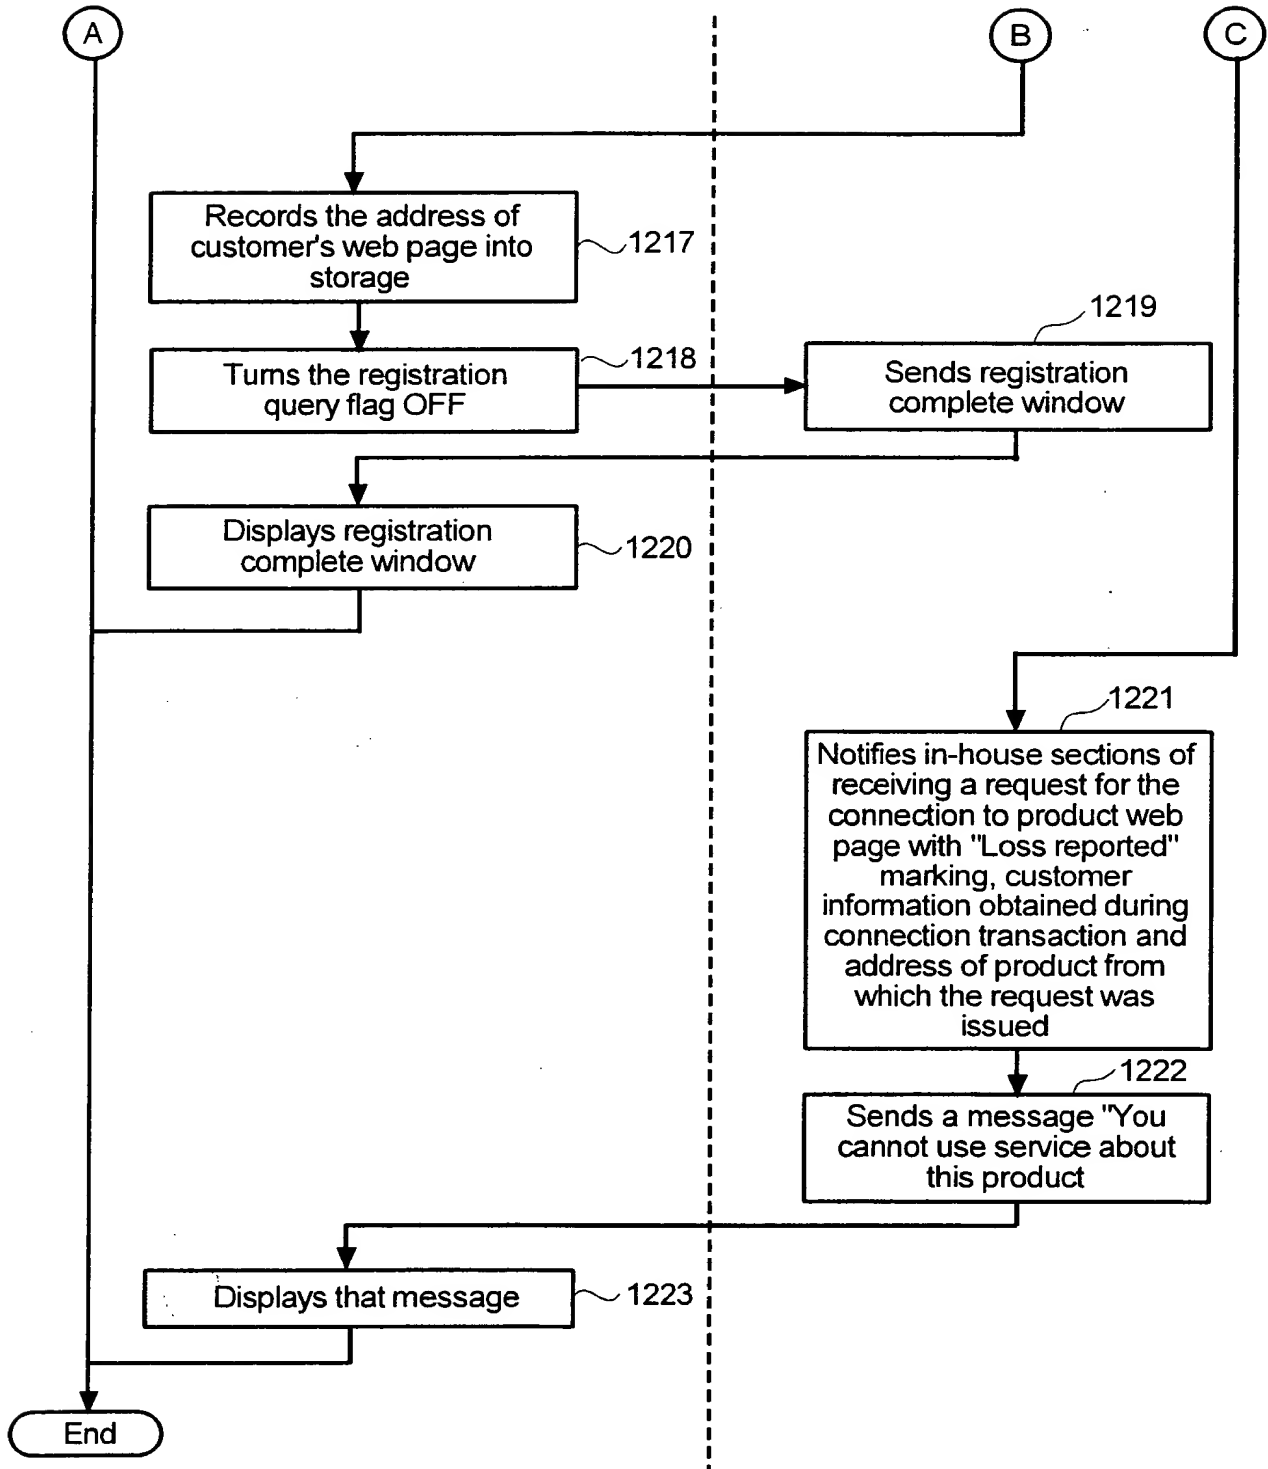 A
B
C
Records the address of
customer's web page into
storage
1217
Turns the registration
query flag OFF
1218
1219
Sends registration
complete window
Displays registration
complete window
1220
1221
Notifies in-house sections of
receiving a request for the
connection to product web
page with "Loss reported"
marking, customer
information obtained during
connection transaction and
address of product from
which the request was
issued
1222
Sends a message "You
cannot use service about
this product
Displays that message
1223
End